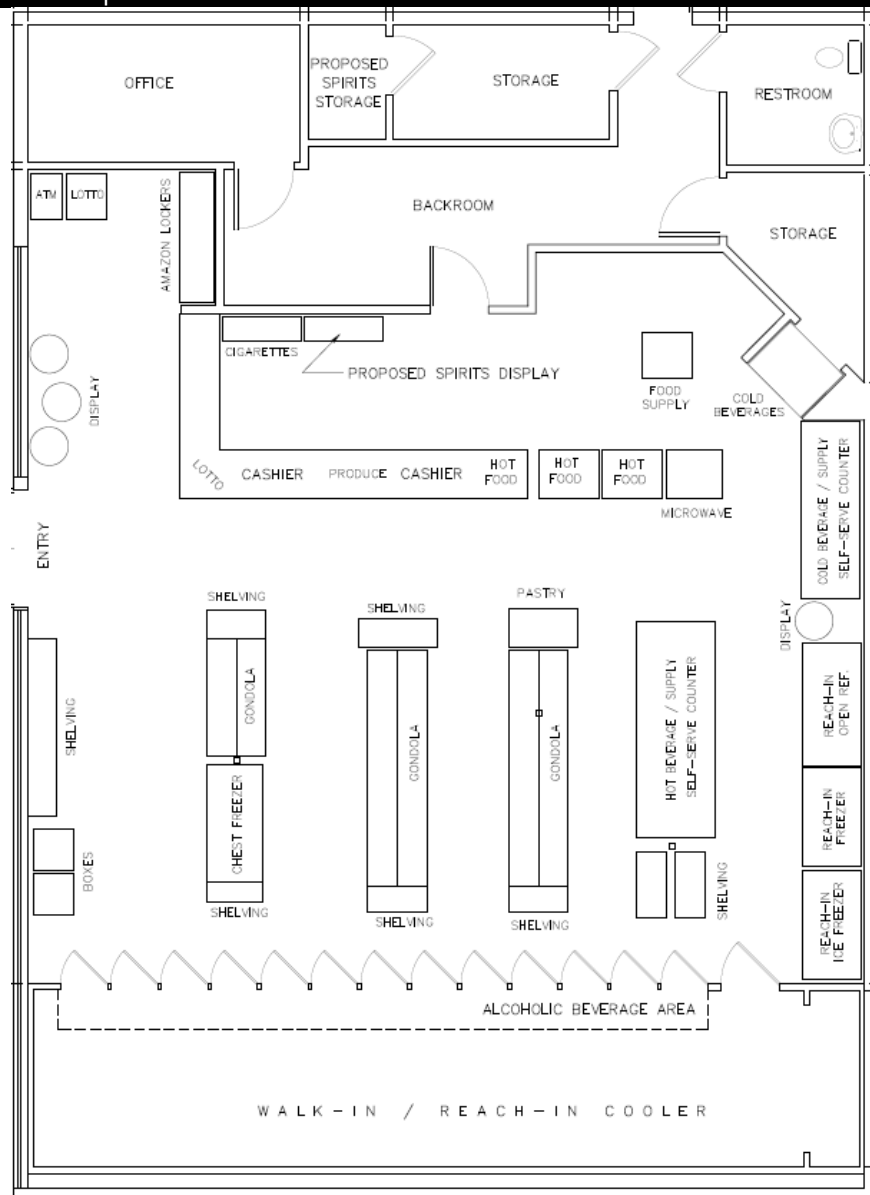 OFFICE
PROPOSED
SPIRITS
STORAGE
STORAGE
RESTROOM
ATM
LOTTO
AMAZON LOCKERS
BACKROOM
STORAGE
CIGARETTES
PROPOSED SPIRITS DISPLAY
DISPLAY
FOOD
SUPPLY
COLD
BEVERAGES
LOTTO
CASHIER
PRODUCE
CASHIER
HOT
FOOD
HOT
FOOD
HOT
FOOD
MICROWAVE
COLD BEVERAGE / SUPPLY
SELF-SERVE COUNTER
ENTRY
SHELVING
SHELVING
PASTRY
DISPLAY
SHELVING
GONDOLA
GONDOLA
GONDOLA
HOT BEVERAGE / SUPPLY
SELF-SERVE COUNTER
REACH-IN
OPEN REF.
CHEST FREEZER
REACH-IN
FREEZER
BOXES
SHELVING
SHELVING
SHELVING
SHELVING
REACH-IN
ICE FREEZER
ALCOHOLIC BEVERAGE AREA
WALK-IN / REACH-IN COOLER